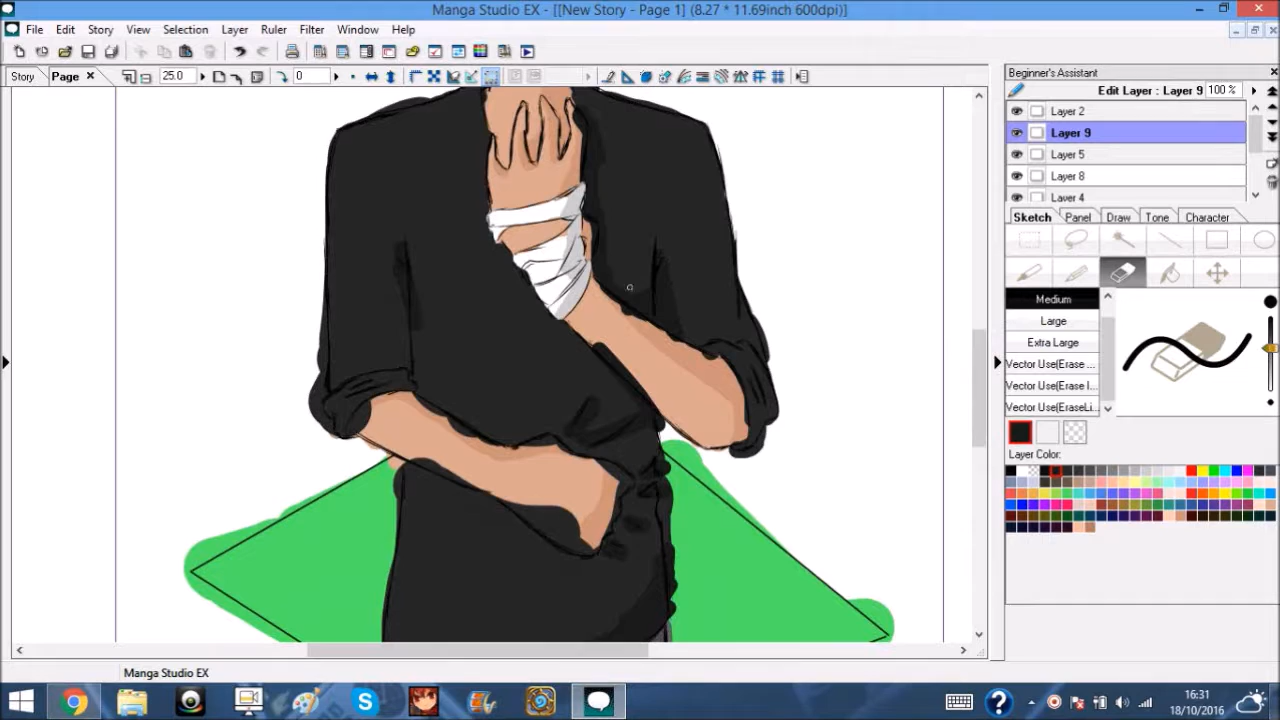 Manga Studio EX - [[New Story - Page 1] (8.27 * 11.69inch 600dpi)]
File Edit Story View Selection Layer Ruler Filter Window Help
Story Page 25.0 0
Beginner's Assistant
Edit Layer : Layer 9 100 %
Layer 2
Layer 9
Layer 5
Layer 8
Layer 4
Sketch Panel Draw Tone Character
Medium
Large
Extra Large
Vector Use(Erase I...
Vector Use(Erase I...
Vector Use(EraseLi...
Layer Color:
Manga Studio EX
16:31
18/10/2016